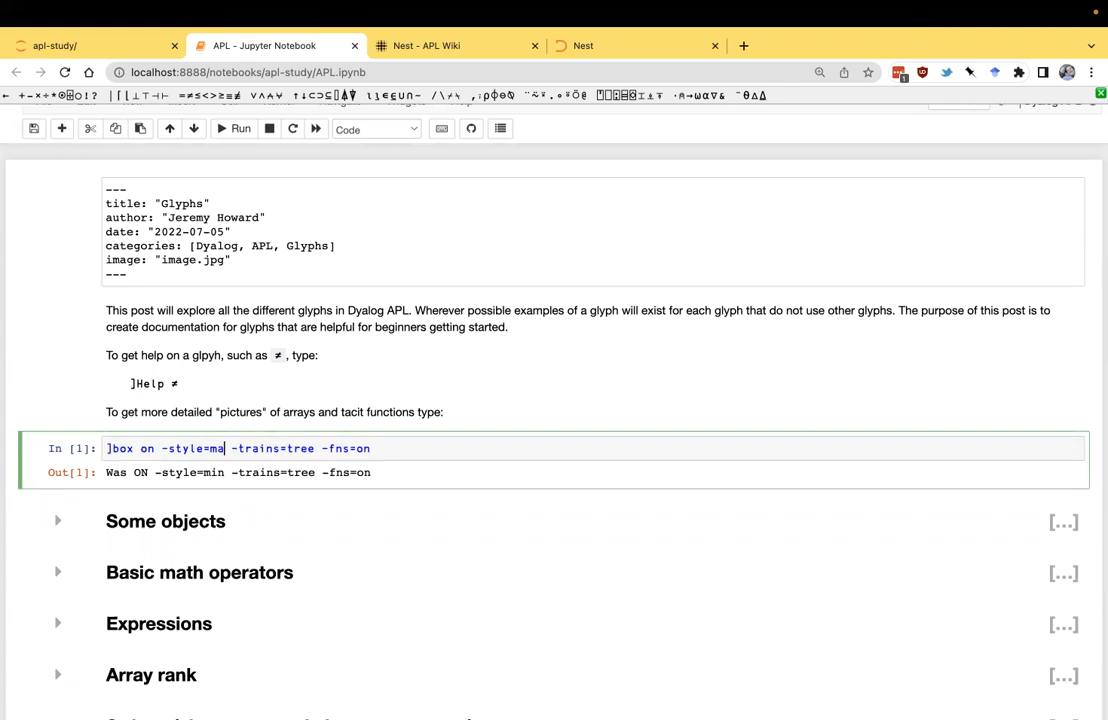 apl-study/
APL - Jupyter Notebook
Nest - APL Wiki
Nest
localhost:8888/notebooks/apl-study/APL.ipynb
Run
Code
---
title: "Glyphs"
author: "Jeremy Howard"
date: "2022-07-05"
categories: [Dyalog, APL, Glyphs]
image: "image.jpg"
---
This post will explore all the different glyphs in Dyalog APL. Wherever possible examples of a glyph will exist for each glyph that do not use other glyphs. The purpose of this post is to
create documentation for glyphs that are helpful for beginners getting started.
To get help on a glpyh, such as ≠, type:
]Help ≠
To get more detailed "pictures" of arrays and tacit functions type:
In [1]: ]box on -style=ma -trains=tree -fns=on
Out[1]: Was ON -style=min -trains=tree -fns=on
Some objects
[...]
Basic math operators
[...]
Expressions
[...]
Array rank
[...]